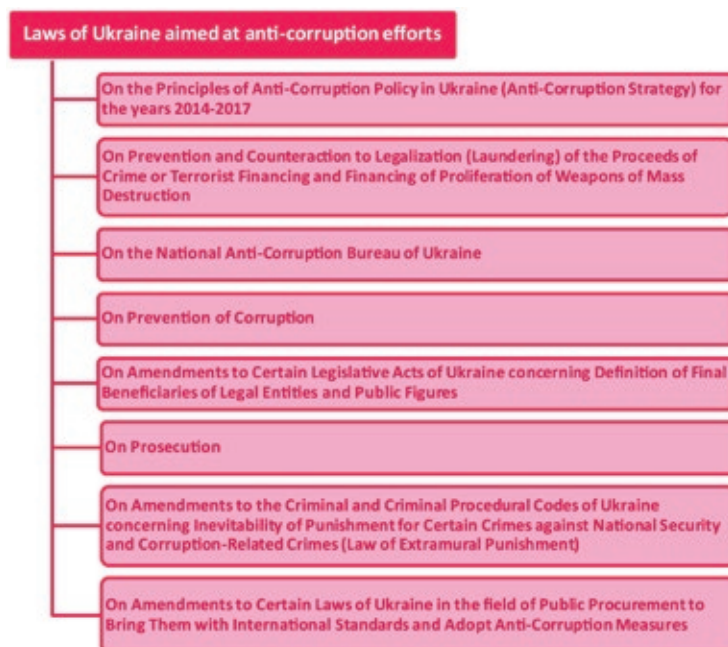 Laws of Ukraine aimed at anti-corruption efforts
On the Principles of Anti-Corruption Policy in Ukraine (Anti-Corruption Strategy) for
the years 2014-2017
On Prevention and Counteraction to Legalization (Laundering) of the Proceeds of
Crime or Terrorist Financing and Financing of Proliferation of Weapons of Mass
Destruction
On the National Anti-Corruption Bureau of Ukraine
On Prevention of Corruption
On Amendments to Certain Legislative Acts of Ukraine concerning Definition of Final
Beneficiaries of Legal Entities and Public Figures
On Prosecution
On Amendments to the Criminal and Criminal Procedural Codes of Ukraine
concerning Inevitability of Punishment for Certain Crimes against National Security
and Corruption-Related Crimes (Law of Extramural Punishment)
On Amendments to Certain Laws of Ukraine in the field of Public Procurement to
Bring Them with International Standards and Adopt Anti-Corruption Measures